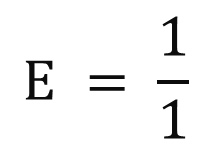 E = 1/1